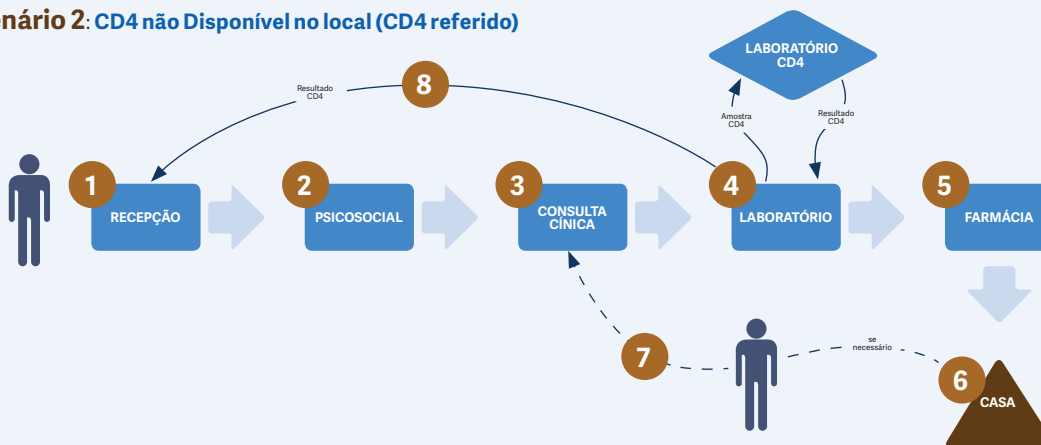 enário 2: CD4 não Disponível no local (CD4 referido)
LABORATÓRIO
CD4
8
Resultado
CD4
Amostra
CD4
Resultado
CD4
1
RECEPÇÃO
2
PSICOSOCIAL
3
CONSULTA
CÍNICA
4
LABORATÓRIO
5
FARMÁCIA
7
se
necessário
6
CASA